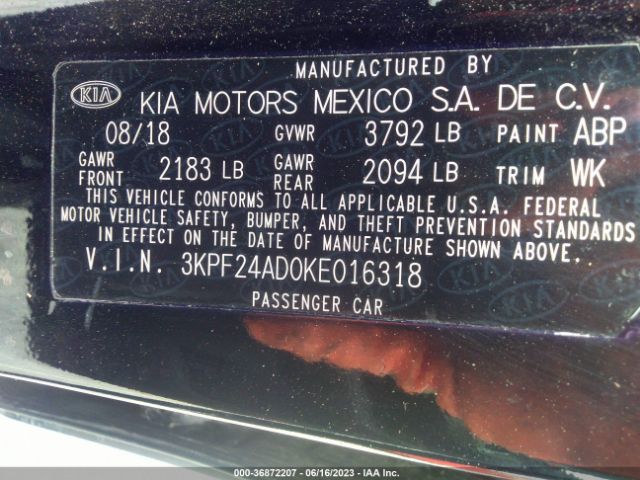 MANUFACTURED BY
KIA KIA MOTORS MEXICO S.A. DE C.V.
08/18 GVWR 3792 LB PAINT ABP
GAWR FRONT 2183 LB GAWR REAR 2094 LB TRIM WK
THIS VEHICLE CONFORMS TO ALL APPLICABLE U.S.A. FEDERAL
MOTOR VEHICLE SAFETY, BUMPER, AND THEFT PREVENTION STANDARDS
IN EFFECT ON THE DATE OF MANUFACTURE SHOWN ABOVE.
V.I.N. 3KPF24AD0KE016318
PASSENGER CAR
000-36872207 - 06/16/2023 - IAA Inc.